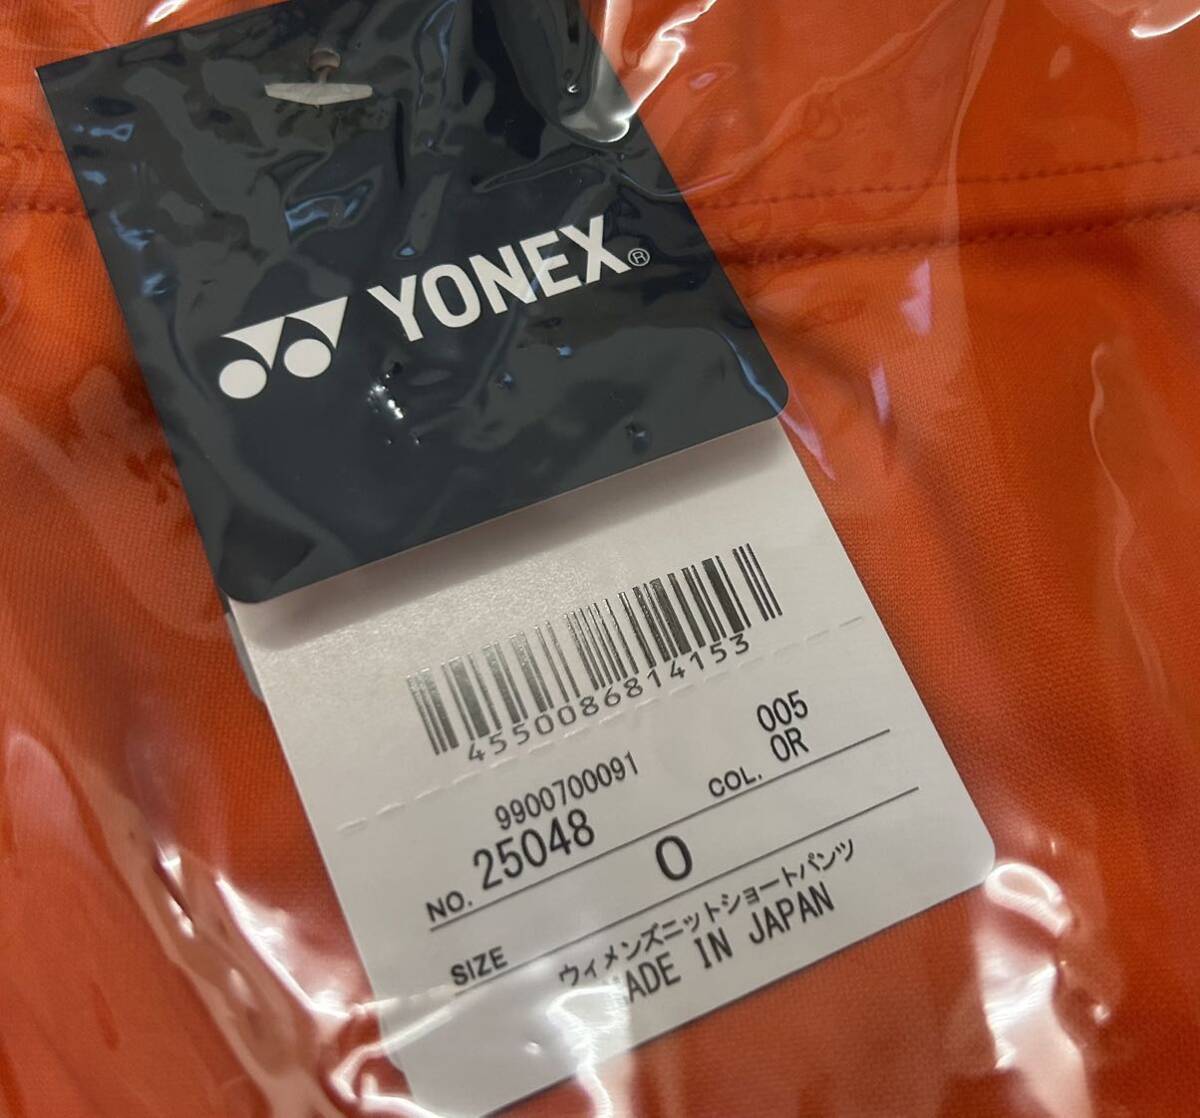 YONEX®
4550086814153
9900700091
005
NO. 25048 COL. OR
SIZE O
ウィメンズニットショートパンツ
MADE IN JAPAN